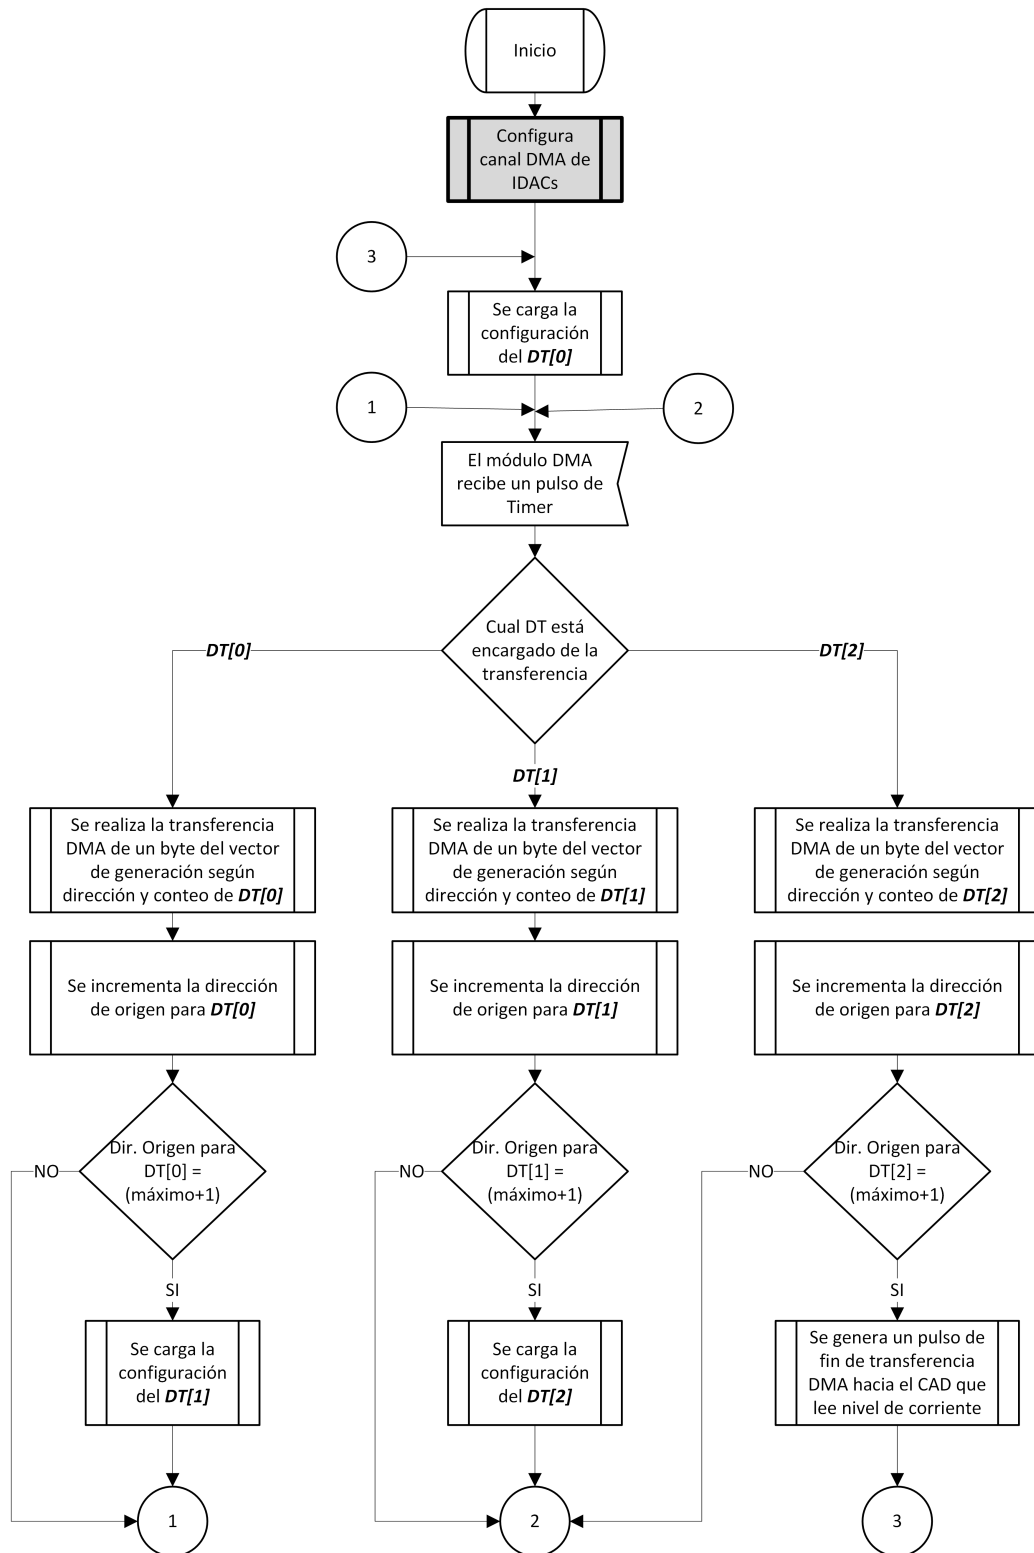 Inicio
Configura
canal DMA de
IDACs
3
Se carga la
configuración
del DT[0]
1
2
El módulo DMA
recibe un pulso de
Timer
Cual DT está
encargado de la
transferencia
DT[0]
DT[2]
DT[1]
Se realiza la transferencia
DMA de un byte del vector
de generación según
dirección y conteo de DT[0]
Se realiza la transferencia
DMA de un byte del vector
de generación según
dirección y conteo de DT[1]
Se realiza la transferencia
DMA de un byte del vector
de generación según
dirección y conteo de DT[2]
Se incrementa la dirección
de origen para DT[0]
Se incrementa la dirección
de origen para DT[1]
Se incrementa la dirección
de origen para DT[2]
Dir. Origen para
DT[0] =
(máximo+1)
Dir. Origen para
DT[1] =
(máximo+1)
Dir. Origen para
DT[2] =
(máximo+1)
NO
NO
NO
SI
SI
SI
Se carga la
configuración
del DT[1]
Se carga la
configuración
del DT[2]
Se genera un pulso de
fin de transferencia
DMA hacia el CAD que
lee nivel de corriente
1
2
3